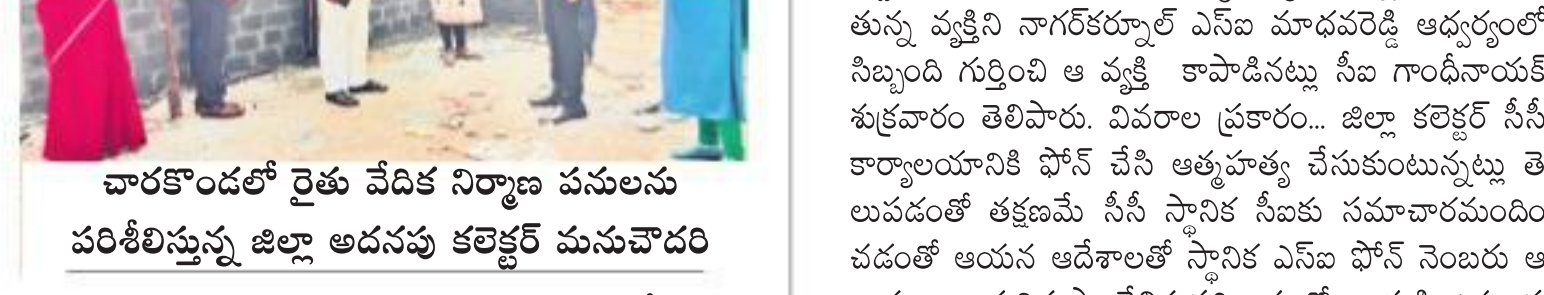 చారకొండలో రైతు వేదిక నిర్మాణ పనులను
పరిశీలిస్తున్న జిల్లా అదనపు కలెక్టర్ మనుచౌదరి
తున్న వ్యక్తిని నాగర్‌కర్నూల్ ఎస్ఐ మాధవరెడ్డి ఆధ్వర్యంలో
సిబ్బంది గుర్తించి ఆ వ్యక్తి కాపాడినట్లు సీఐ గాంధీనాయక్
శుక్రవారం తెలిపారు. వివరాల ప్రకారం... జిల్లా కలెక్టర్ సీసీ
కార్యాలయానికి ఫోన్ చేసి ఆత్మహత్య చేసుకుంటున్నట్లు తె
లుపడంతో తక్షణమే సీసీ స్థానిక సీఐకు సమాచారమందిం
చడంతో ఆయన ఆదేశాలతో స్థానిక ఎస్ఐ ఫోన్ నెంబరు ఆ